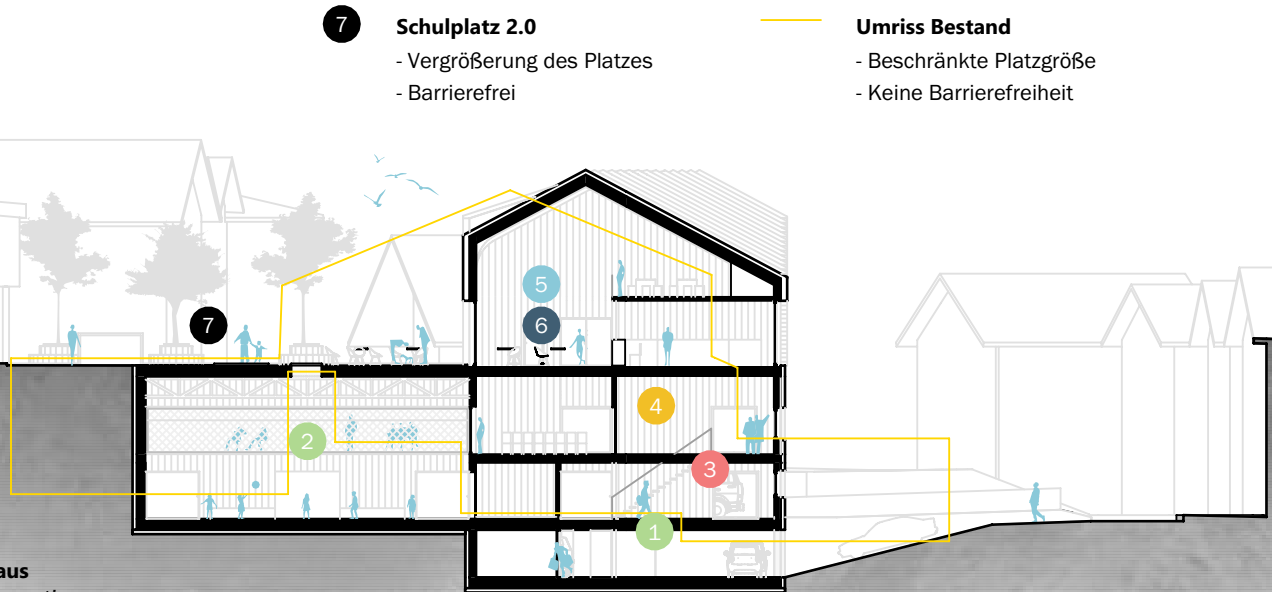 7
Schulplatz 2.0
- Vergrößerung des Platzes
- Barrierefrei
Umriss Bestand
- Beschränkte Platzgröße
- Keine Barrierefreiheit
5
7
6
4
2
3
1
aus